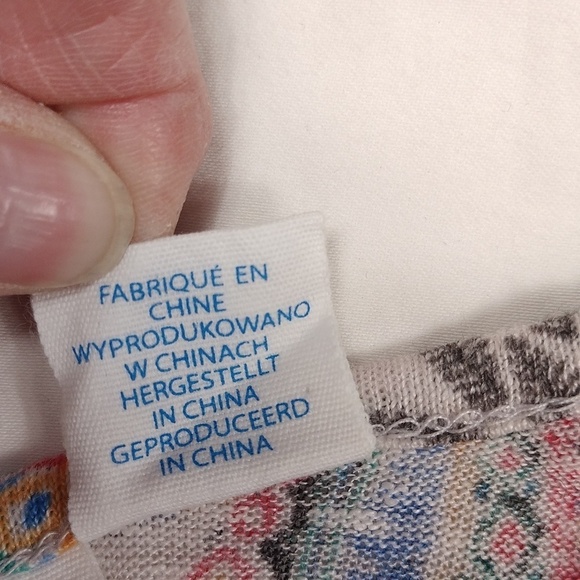 FABRIQUÉ EN
CHINE
WYPRODUKOWANO
W CHINACH
HERGESTELLT
IN CHINA
GEPRODUCEERD
IN CHINA